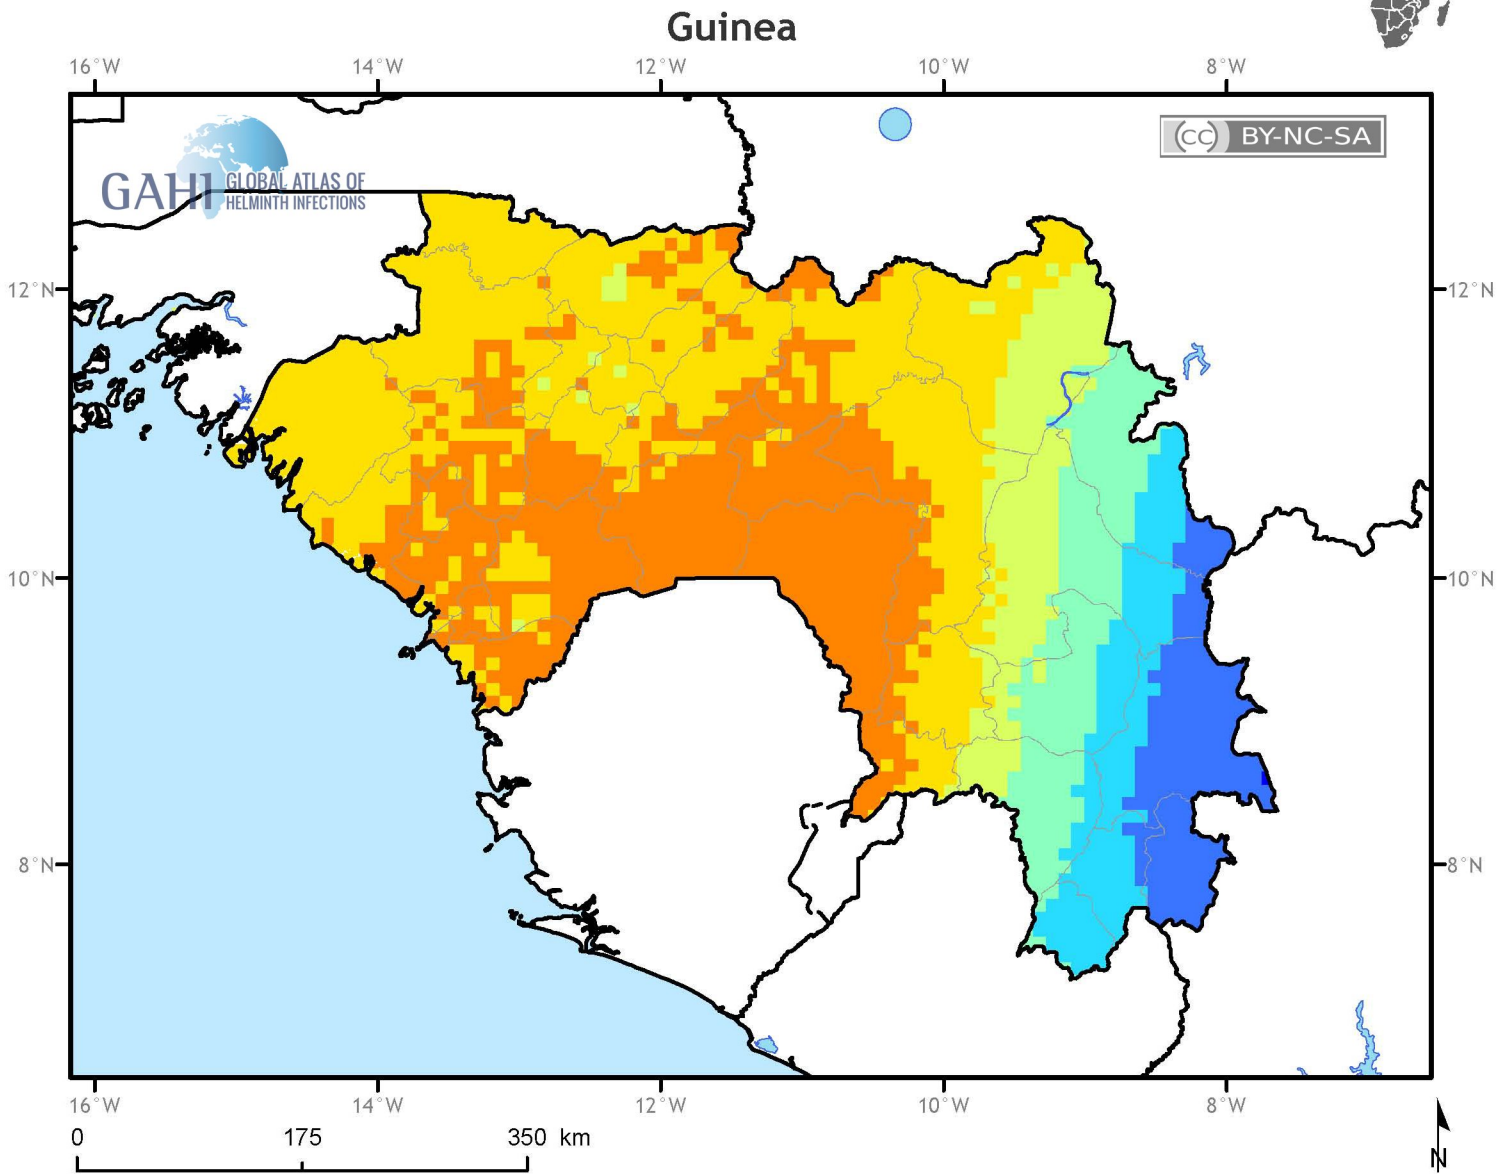 Guinea
16°W 14°W 12°W 10°W 8°W
GAHI GLOBAL ATLAS OF
HELMINTH INFECTIONS
CC BY-NC-SA
12°N 12°N
10°N 10°N
8°N 8°N
16°W 14°W 12°W 10°W 8°W
0 175 350 km
N